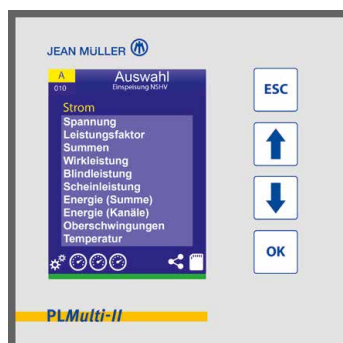 JEAN MÜLLER
A
010
Auswahl
Einspeisung NSHV
Strom
Spannung
Leistungsfaktor
Summen
Wirkleistung
Blindleistung
Scheinleistung
Energie (Summe)
Energie (Kanäle)
Oberschwingungen
Temperatur
ESC
OK
PLMulti-II